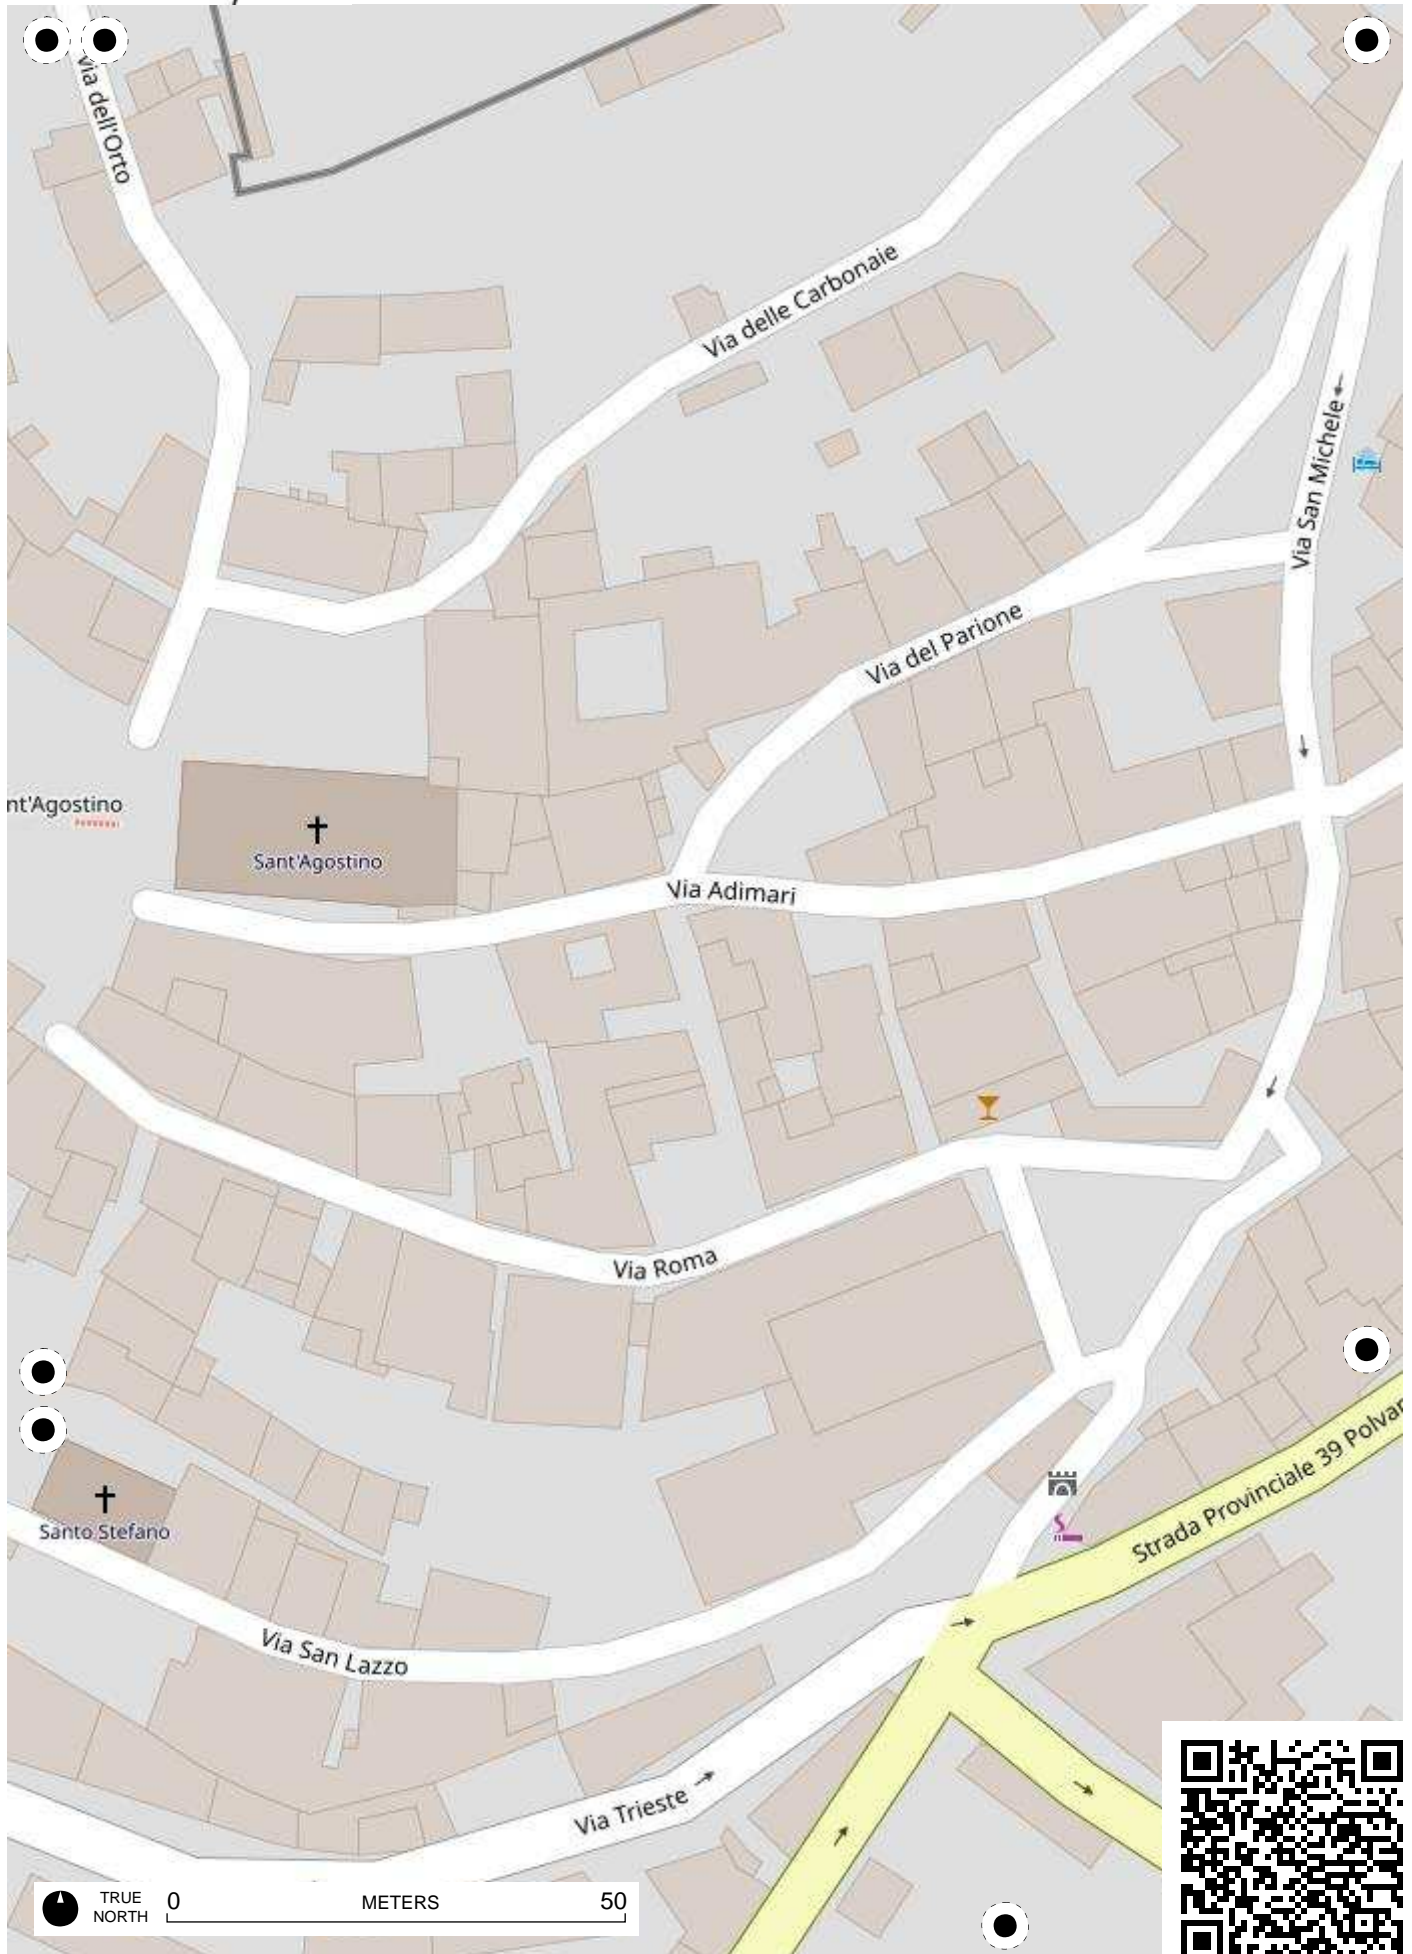 via dell'Orto
Via delle Carbonaie
Via San Michele
Via del Parione
nt'Agostino
Sant'Agostino
Via Adimari
Via Roma
Strada Provinciale 39 Polvar
Santo Stefano
Via San Lazzo
Via Trieste
TRUE
NORTH
0 METERS 50